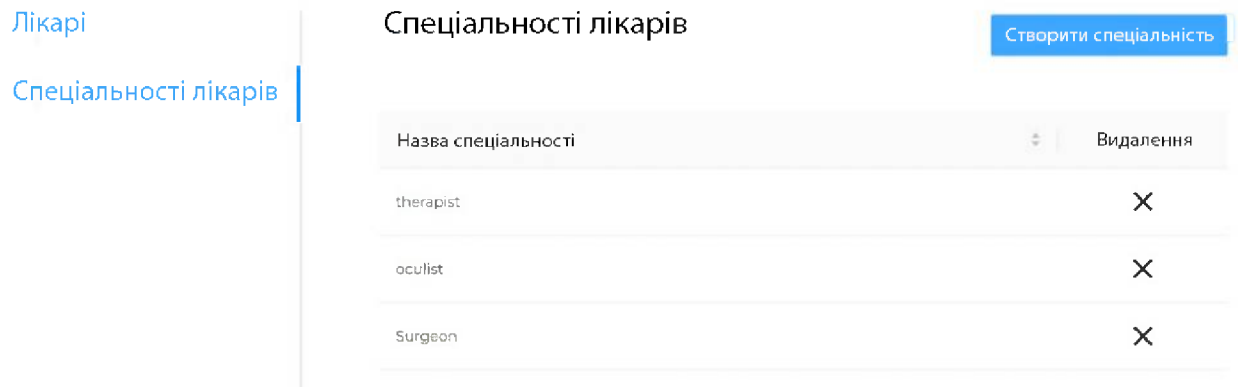 Лікарі
Спеціальності лікарів
Спеціальності лікарів
Створити спеціальність
Назва спеціальності Видалення
therapist
oculist
Surgeon